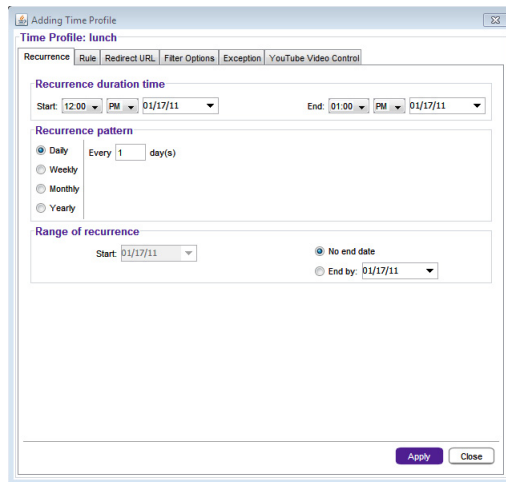 Adding Time Profile
Time Profile: lunch
Recurrence Rule Redirect URL Filter Options Exception YouTube Video Control
Recurrence duration time
Start: 12:00 PM 01/17/11 End: 01:00 PM 01/17/11
Recurrence pattern
Daily Every 1 day(s)
Weekly
Monthly
Yearly
Range of recurrence
Start: 01/17/11 No end date
End by: 01/17/11
Apply Close